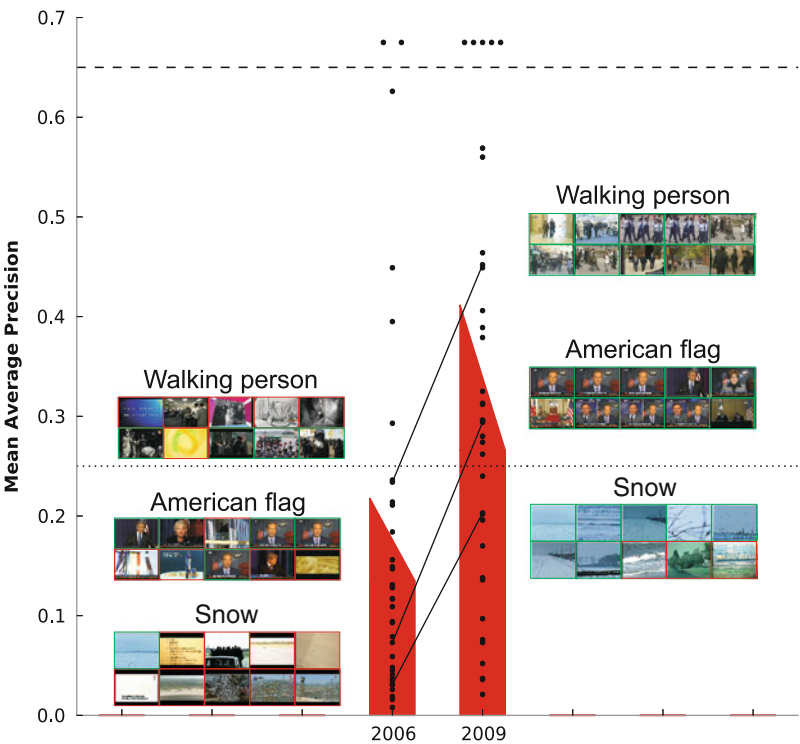 Mean Average Precision
0.7
0.6
0.5
0.4
0.3
0.2
0.1
0.0
Walking person
American flag
Snow
Walking person
American flag
Snow
2006
2009